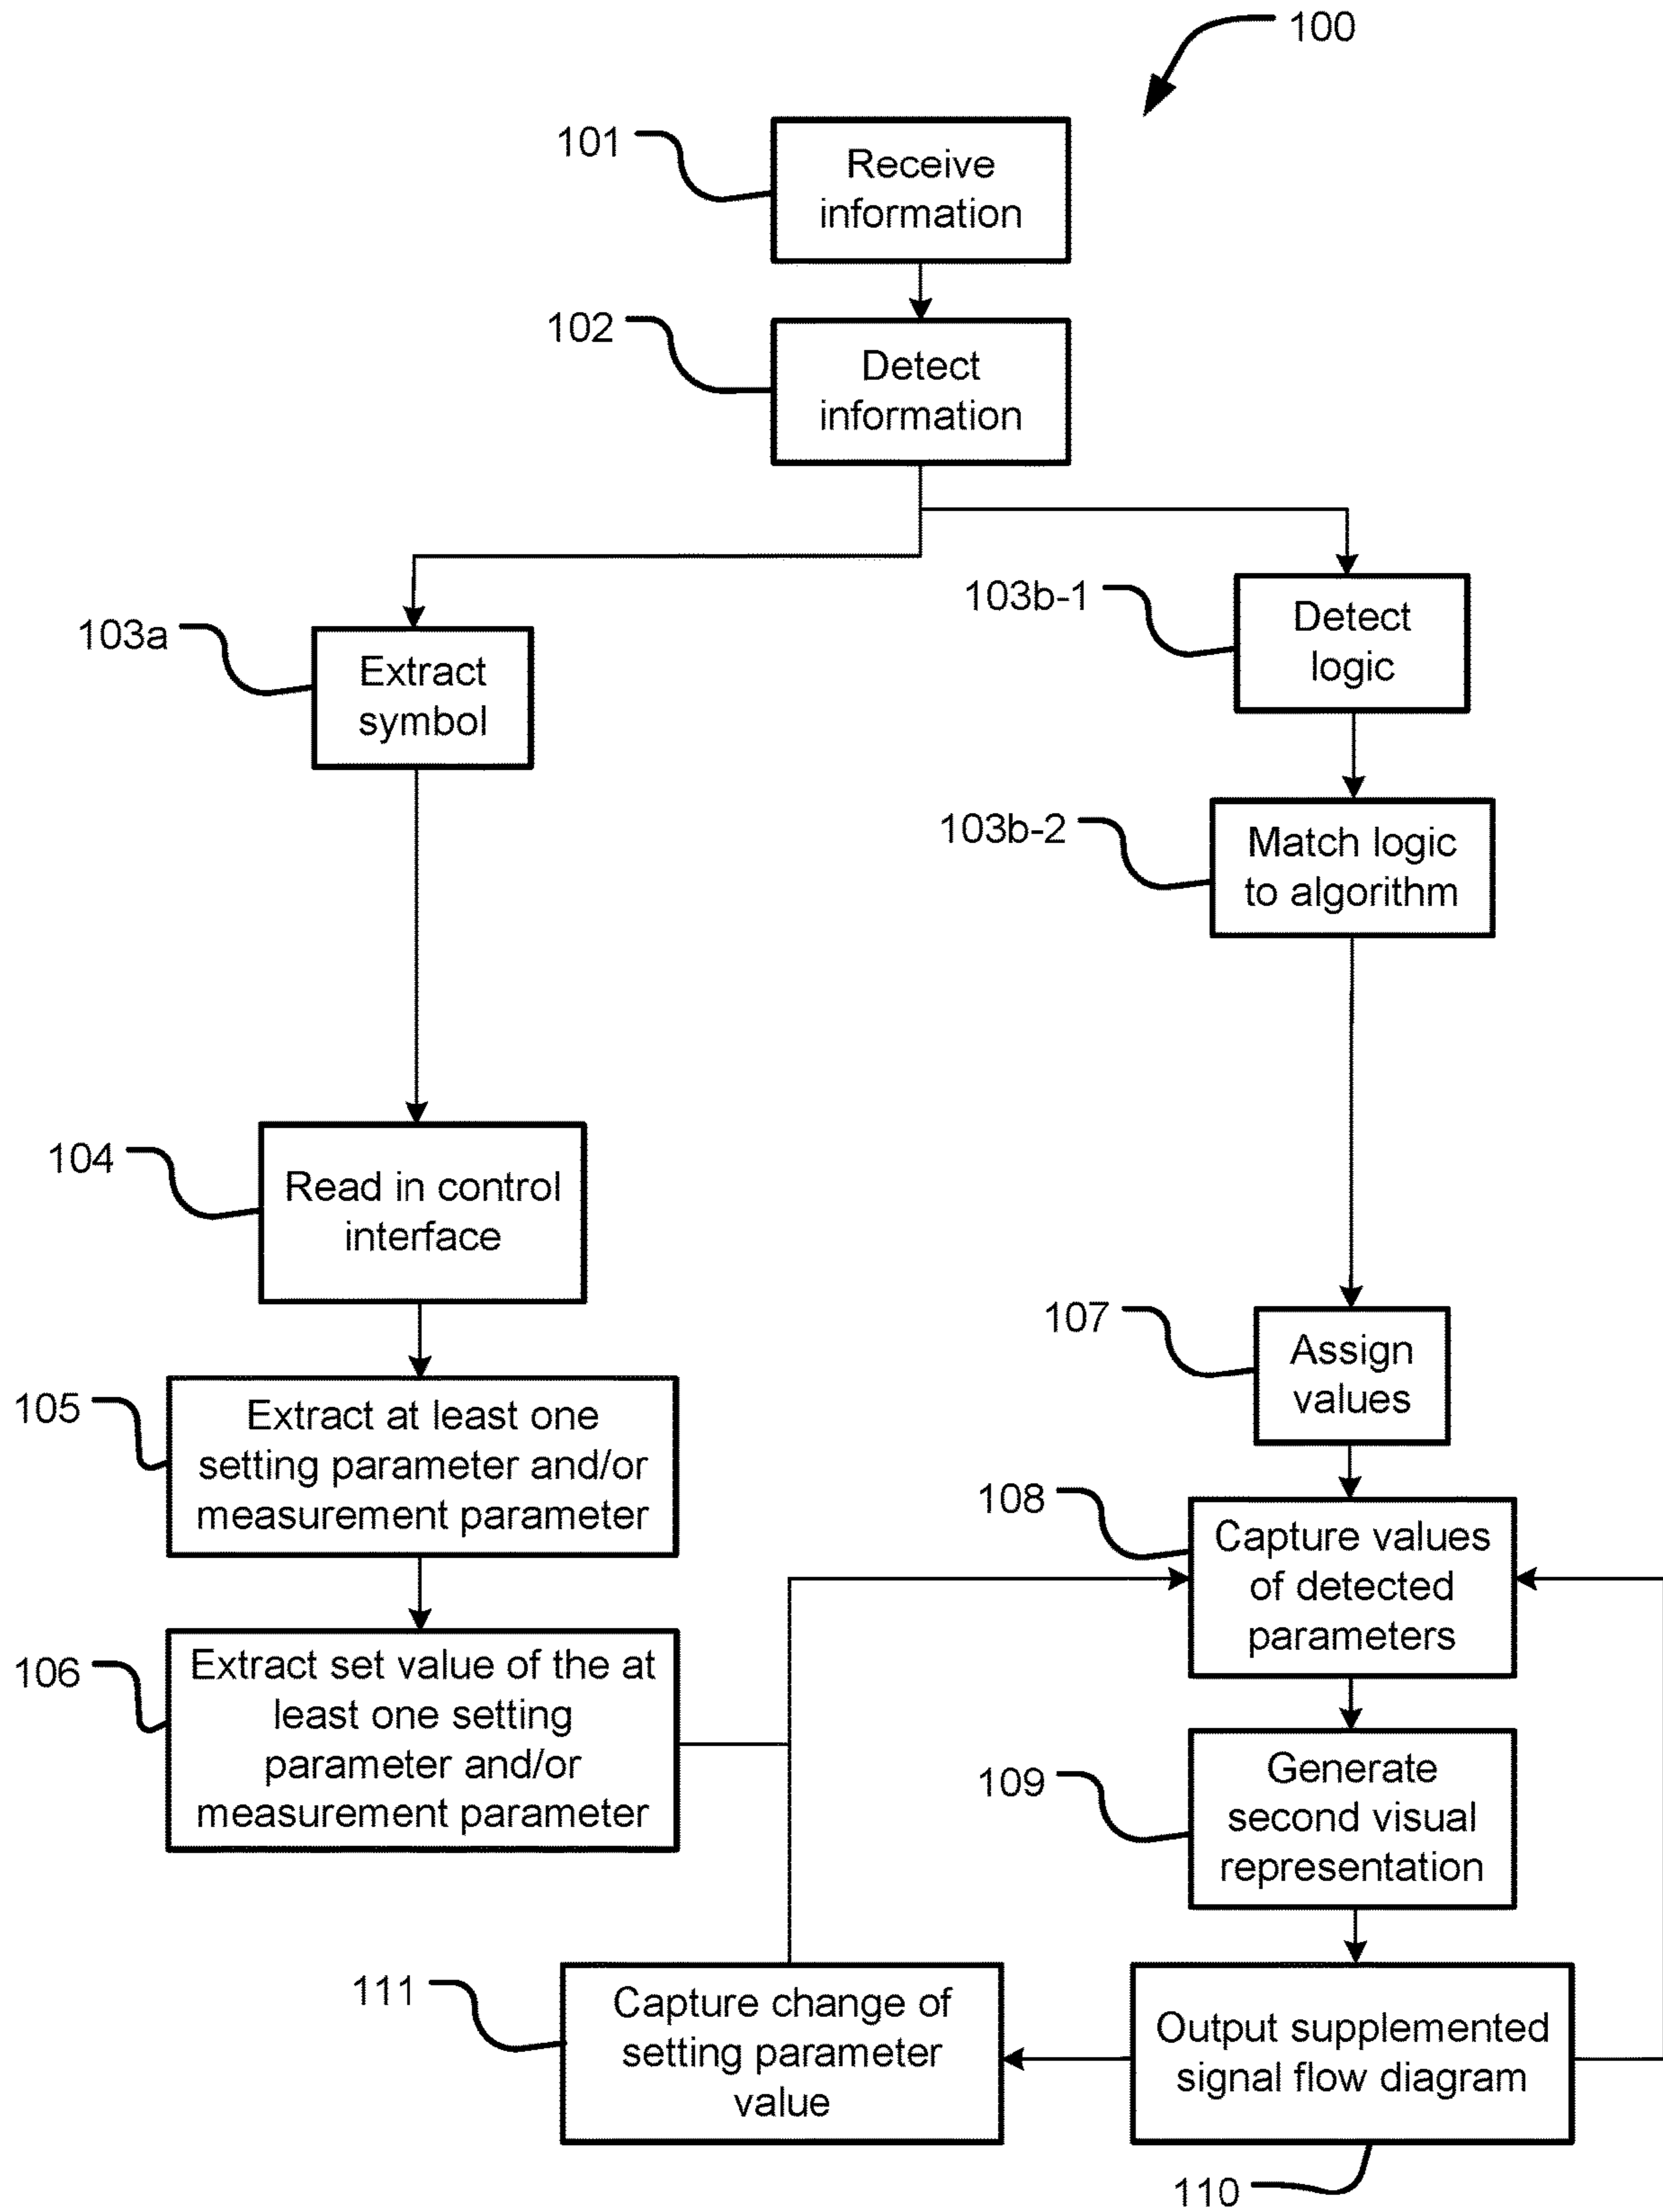 100
101
Receive
information
102
Detect
information
103a
Extract
symbol
103b-1
Detect
logic
103b-2
Match logic
to algorithm
104
Read in control
interface
105
Extract at least one
setting parameter and/or
measurement parameter
106
Extract set value of the at
least one setting
parameter and/or
measurement parameter
107
Assign
values
108
Capture values
of detected
parameters
109
Generate
second visual
representation
111
Capture change of
setting parameter
value
Output supplemented
signal flow diagram
110